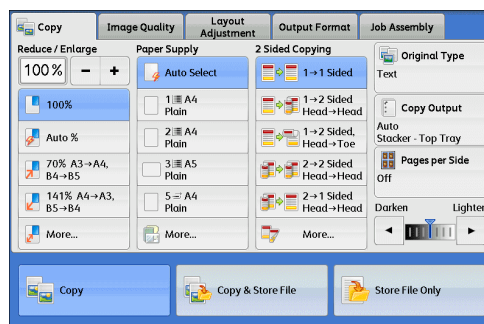 Copy
Image Quality
Layout
Adjustment
Output Format
Job Assembly
Reduce / Enlarge
100 %
−
+
100%
Auto %
70% A3→A4,
B4→B5
141% A4→A3,
B5→B4
More...
Paper Supply
Auto Select
1 A4
Plain
2 A4
Plain
3 A5
Plain
5 A4
Plain
More...
2 Sided Copying
1→1 Sided
1→2 Sided
Head→Head
1→2 Sided,
Head→Toe
2→2 Sided
Head→Head
2→1 Sided
Head→Head
More...
Original Type
Text
Copy Output
Auto
Stacker - Top Tray
Pages per Side
Off
Darken Lighter
Copy
Copy & Store File
Store File Only